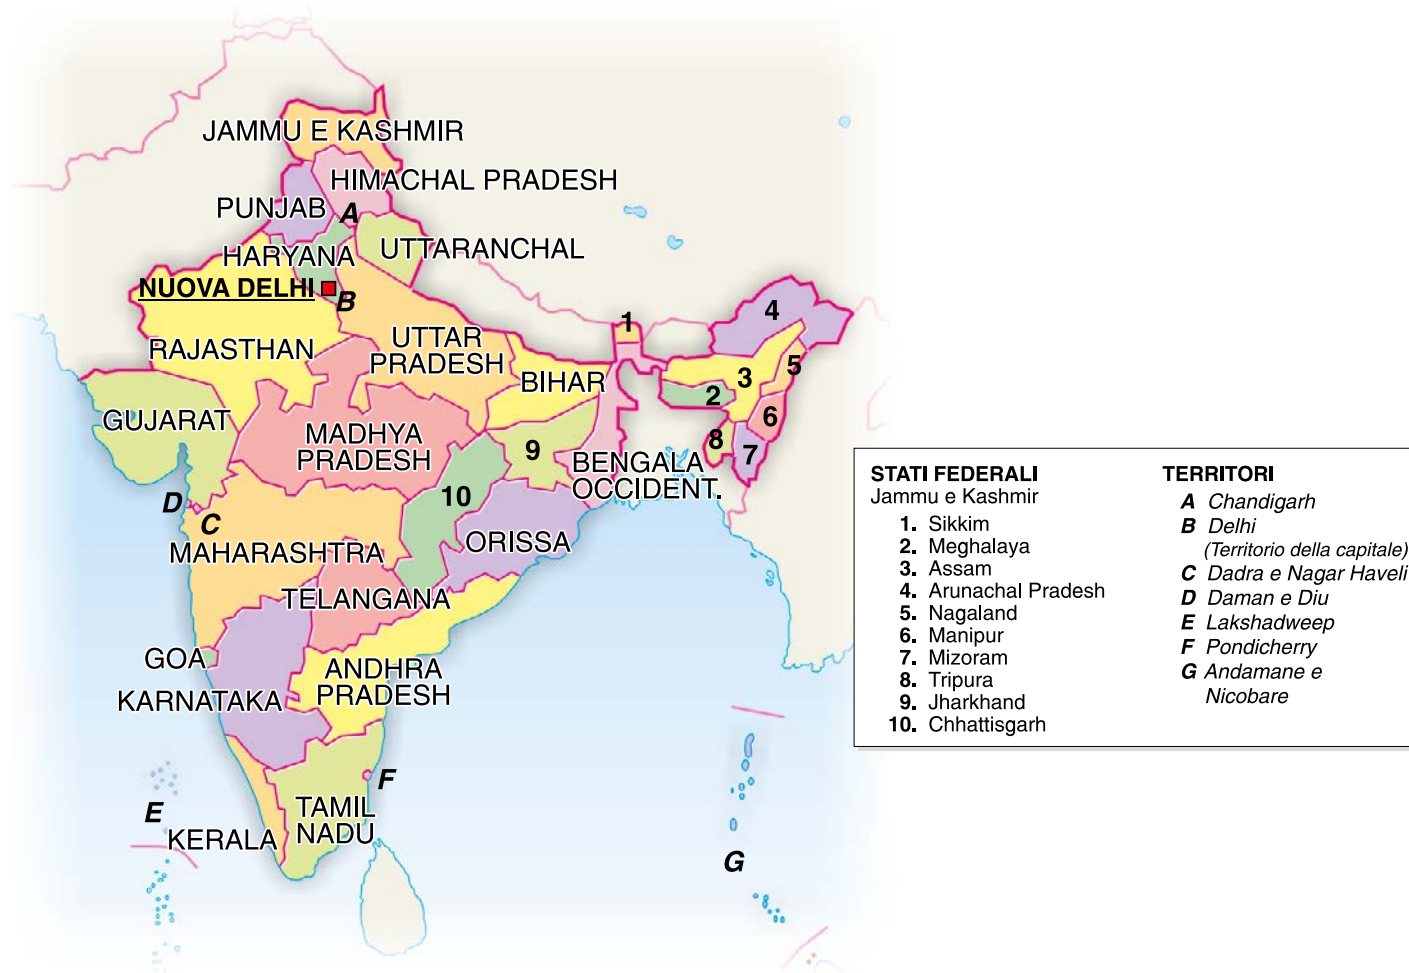 JAMMU E KASHMIR
HIMACHAL PRADESH
PUNJAB
A
UTTARANCHAL
HARYANA
NUOVA DELHI
B
4
1
UTTAR
PRADESH
RAJASTHAN
5
3
BIHAR
2
6
GUJARAT
MADHYA
PRADESH
8
9
7
BENGALA
OCCIDENT.
10
D
C
ORISSA
MAHARASHTRA
TELANGANA
GOA
ANDHRA
PRADESH
KARNATAKA
F
E
TAMIL
NADU
KERALA
G
STATI FEDERALI
Jammu e Kashmir
1. Sikkim
2. Meghalaya
3. Assam
4. Arunachal Pradesh
5. Nagaland
6. Manipur
7. Mizoram
8. Tripura
9. Jharkhand
10. Chhattisgarh
TERRITORI
A Chandigarh
B Delhi
(Territorio della capitale)
C Dadra e Nagar Haveli
D Daman e Diu
E Lakshadweep
F Pondicherry
G Andamane e
Nicobare